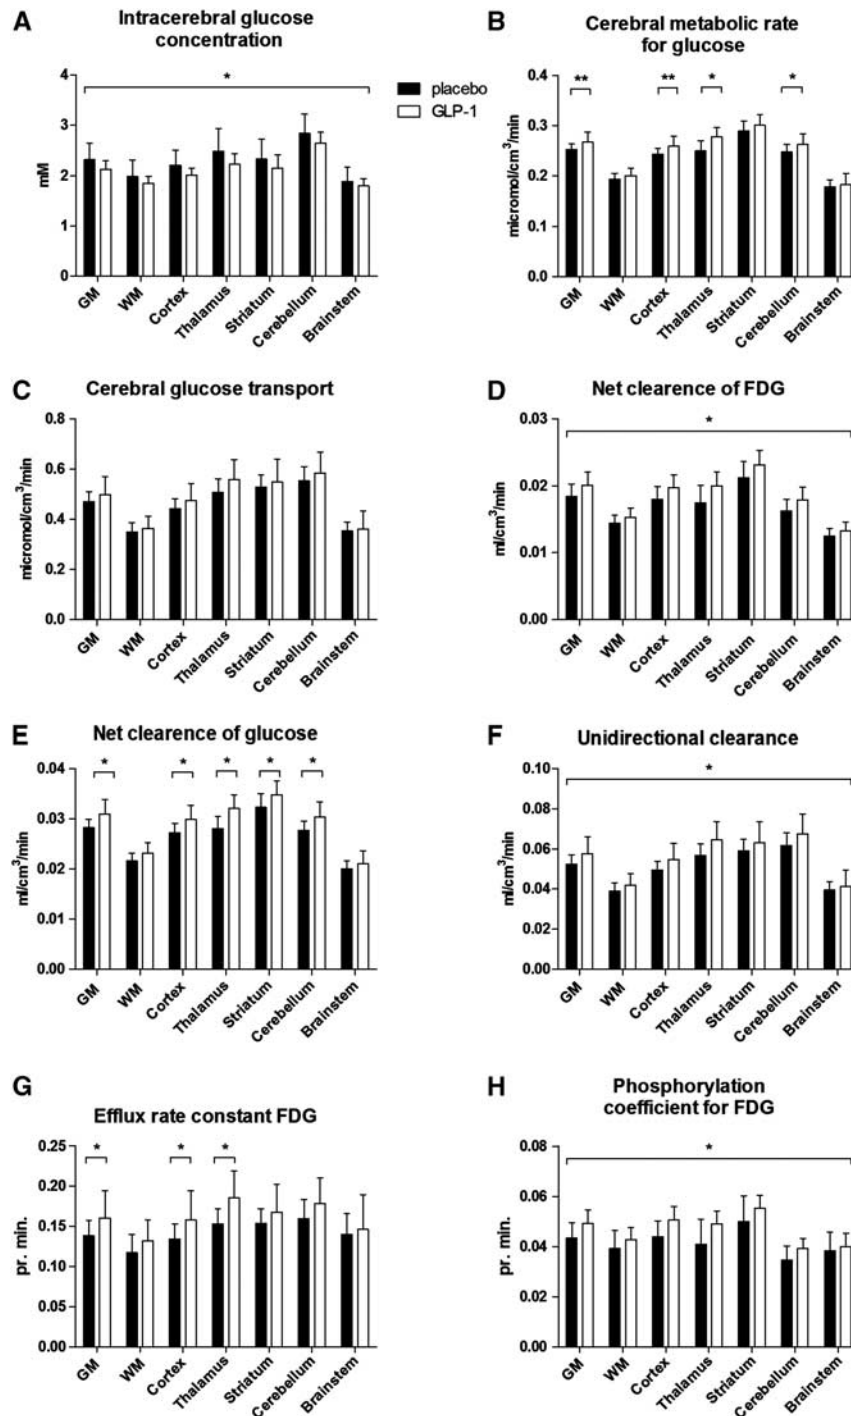 A
Intracerebral glucose
concentration
*
4
3
2
1
0
mM
GM
WM
Cortex
Thalamus
Striatum
Cerebellum
Brainstem
placebo
GLP-1
B
Cerebral metabolic rate
for glucose
** ** * *
0.4
0.3
0.2
0.1
0.0
micromol/cm³/min
GM
WM
Cortex
Thalamus
Striatum
Cerebellum
Brainstem
C
Cerebral glucose transport
0.8
0.6
0.4
0.2
0.0
micromol/cm³/min
GM
WM
Cortex
Thalamus
Striatum
Cerebellum
Brainstem
D
Net clearence of FDG
*
0.03
0.02
0.01
0.00
ml/cm³/min
GM
WM
Cortex
Thalamus
Striatum
Cerebellum
Brainstem
E
Net clearence of glucose
* * * * *
0.04
0.03
0.02
0.01
0.00
ml/cm³/min
GM
WM
Cortex
Thalamus
Striatum
Cerebellum
Brainstem
F
Unidirectional clearance
*
0.10
0.08
0.06
0.04
0.02
0.00
ml/cm³/min
GM
WM
Cortex
Thalamus
Striatum
Cerebellum
Brainstem
G
Efflux rate constant FDG
* * *
0.25
0.20
0.15
0.10
0.05
0.00
pr. min.
GM
WM
Cortex
Thalamus
Striatum
Cerebellum
Brainstem
H
Phosphorylation
coefficient for FDG
*
0.08
0.06
0.04
0.02
0.00
pr. min.
GM
WM
Cortex
Thalamus
Striatum
Cerebellum
Brainstem